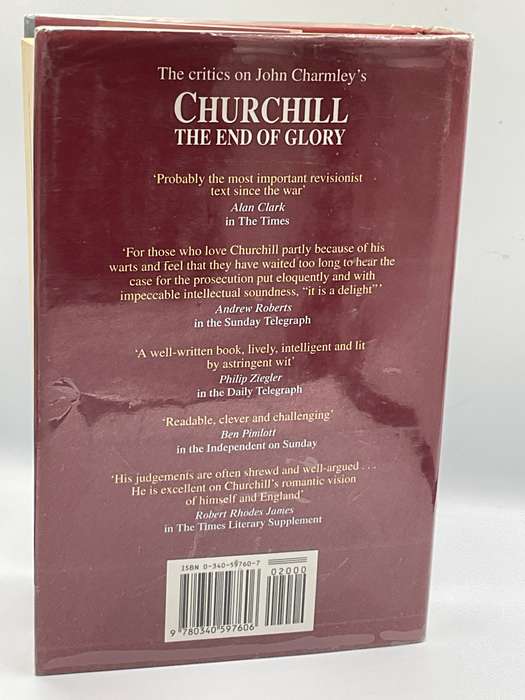 The critics on John Charmley's
CHURCHILL
THE END OF GLORY
'Probably the most important revisionist
text since the war'
Alan Clark
in The Times
'For those who love Churchill partly because of his
warts and feel that they have waited too long to hear the
case for the prosecution put eloquently and with
impeccable intellectual soundness, "it is a delight"'
Andrew Roberts
in the Sunday Telegraph
'A well-written book, lively, intelligent and lit
by astringent wit'
Philip Ziegler
in the Daily Telegraph
'Readable, clever and challenging'
Ben Pimlott
in the Independent on Sunday
'His judgements are often shrewd and well-argued . . .
He is excellent on Churchill's romantic vision
of himself and England'
Robert Rhodes James
in The Times Literary Supplement
ISBN 0-340-59760-7
02000
9 780340 597606